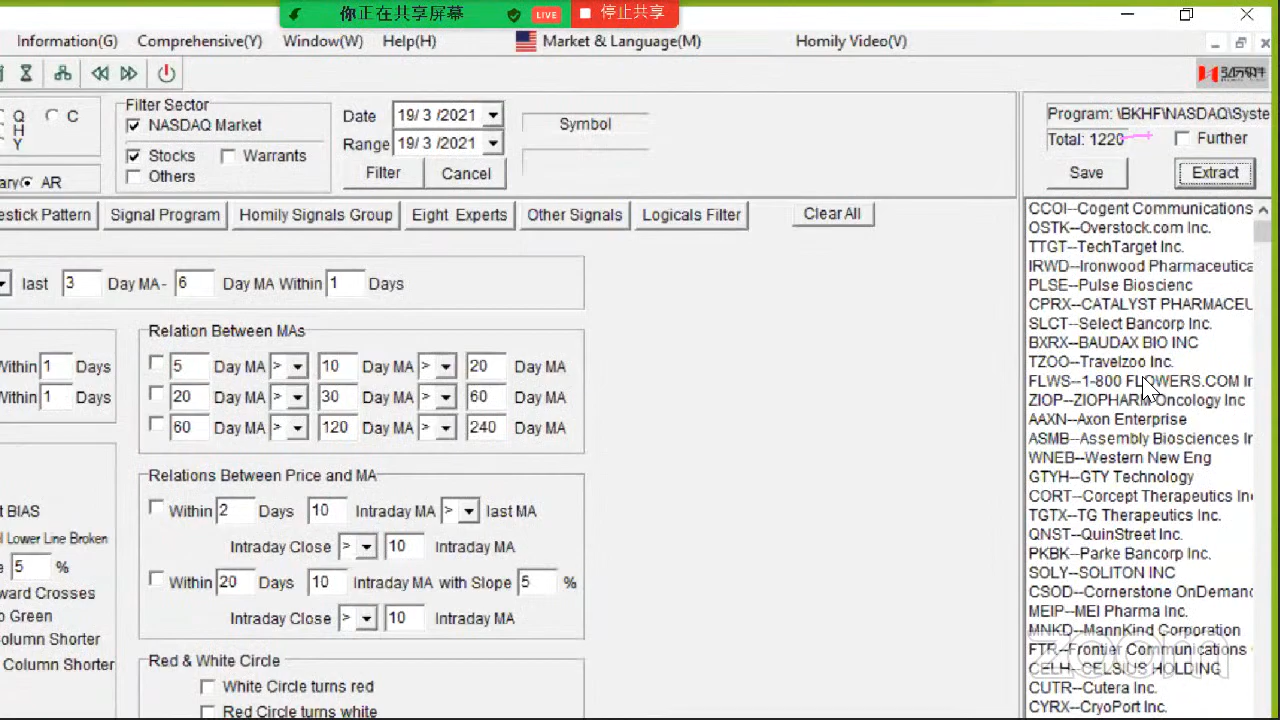 你正在共享屏幕 LIVE 停止共享
Information(G) Comprehensive(Y) Window(W) Help(H) Market & Language(M) Homily Video(V)
Q C
H
Y
AR
Filter Sector
NASDAQ Market
Stocks Warrants
Others
Date 19/ 3 /2021
Range 19/ 3 /2021
Filter Cancel
Symbol
Program: \BKHF\NASDAQ\Syste
Total: 1220 Further
Save Extract
estick Pattern Signal Program Homily Signals Group Eight Experts Other Signals Logicals Filter Clear All
last 3 Day MA- 6 Day MA Within 1 Days
Within 1 Days
Within 1 Days
Relation Between MAs
5 Day MA > 10 Day MA > 20 Day MA
20 Day MA > 30 Day MA > 60 Day MA
60 Day MA > 120 Day MA > 240 Day MA
Relations Between Price and MA
Within 2 Days 10 Intraday MA > last MA
Intraday Close > 10 Intraday MA
Within 20 Days 10 Intraday MA with Slope 5 %
Intraday Close > 10 Intraday MA
t BIAS
l Lower Line Broken
5 %
ward Crosses
o Green
olumn Shorter
Column Shorter
Red & White Circle
White Circle turns red
Red Circle turns white
CCOI--Cogent Communications
OSTK--Overstock.com Inc.
TTGT--TechTarget Inc.
IRWD--Ironwood Pharmaceutica
PLSE--Pulse Bioscienc
CPRX--CATALYST PHARMACEU
SLCT--Select Bancorp Inc.
BXRX--BAUDAX BIO INC
TZOO--Travelzoo Inc.
FLWS--1-800 FLOWERS.COM In
ZIOP--ZIOPHARM Oncology Inc
AAXN--Axon Enterprise
ASMB--Assembly Biosciences Ir
WNEB--Western New Eng
GTYH--GTY Technology
CORT--Corcept Therapeutics Inc
TGTX--TG Therapeutics Inc.
QNST--QuinStreet Inc.
PKBK--Parke Bancorp Inc.
SOLY--SOLITON INC
CSOD--Cornerstone OnDemand
MEIP--MEI Pharma Inc.
MNKD--MannKind Corporation
FTR--Frontier Communications
CELH--CELSIUS HOLDING
CUTR--Cutera Inc.
CYRX--CryoPort Inc.
zoom